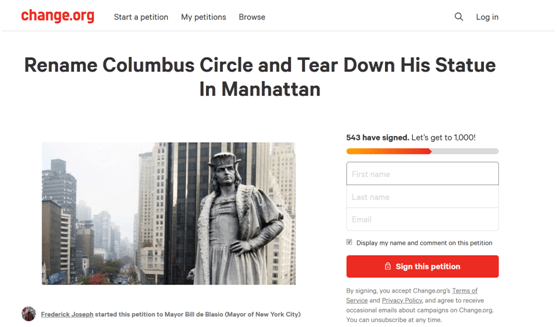 change.org
Start a petition
My petitions
Browse
Log in
Rename Columbus Circle and Tear Down His Statue
In Manhattan
543 have signed. Let's get to 1,000!
First name
Last name
Email
Display my name and comment on this petition
Sign this petition
By signing, you accept Change.org's Terms of
Service and Privacy Policy, and agree to receive
occasional emails about campaigns on Change.org.
You can unsubscribe at any time.
Frederick Joseph started this petition to Mayor Bill de Blasio (Mayor of New York City)